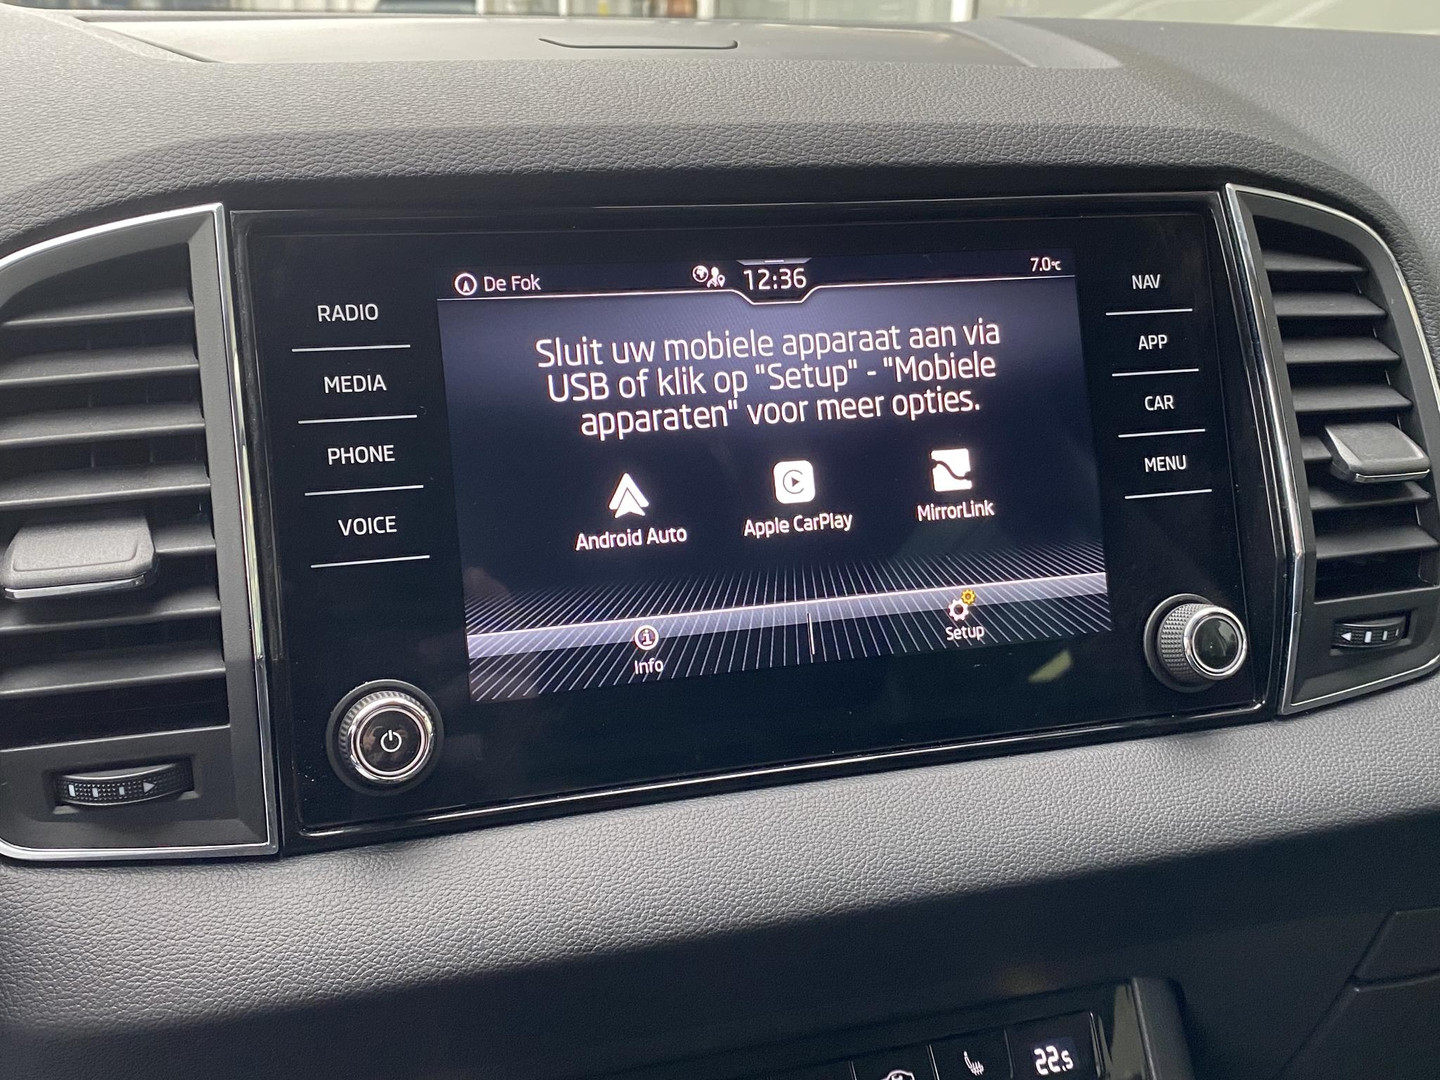 De Fok
12:36
7.0°C
RADIO
MEDIA
PHONE
VOICE
Sluit uw mobiele apparaat aan via
USB of klik op "Setup" - "Mobiele
apparaten" voor meer opties.
Android Auto
Apple CarPlay
MirrorLink
Info
Setup
NAV
APP
CAR
MENU
22.5